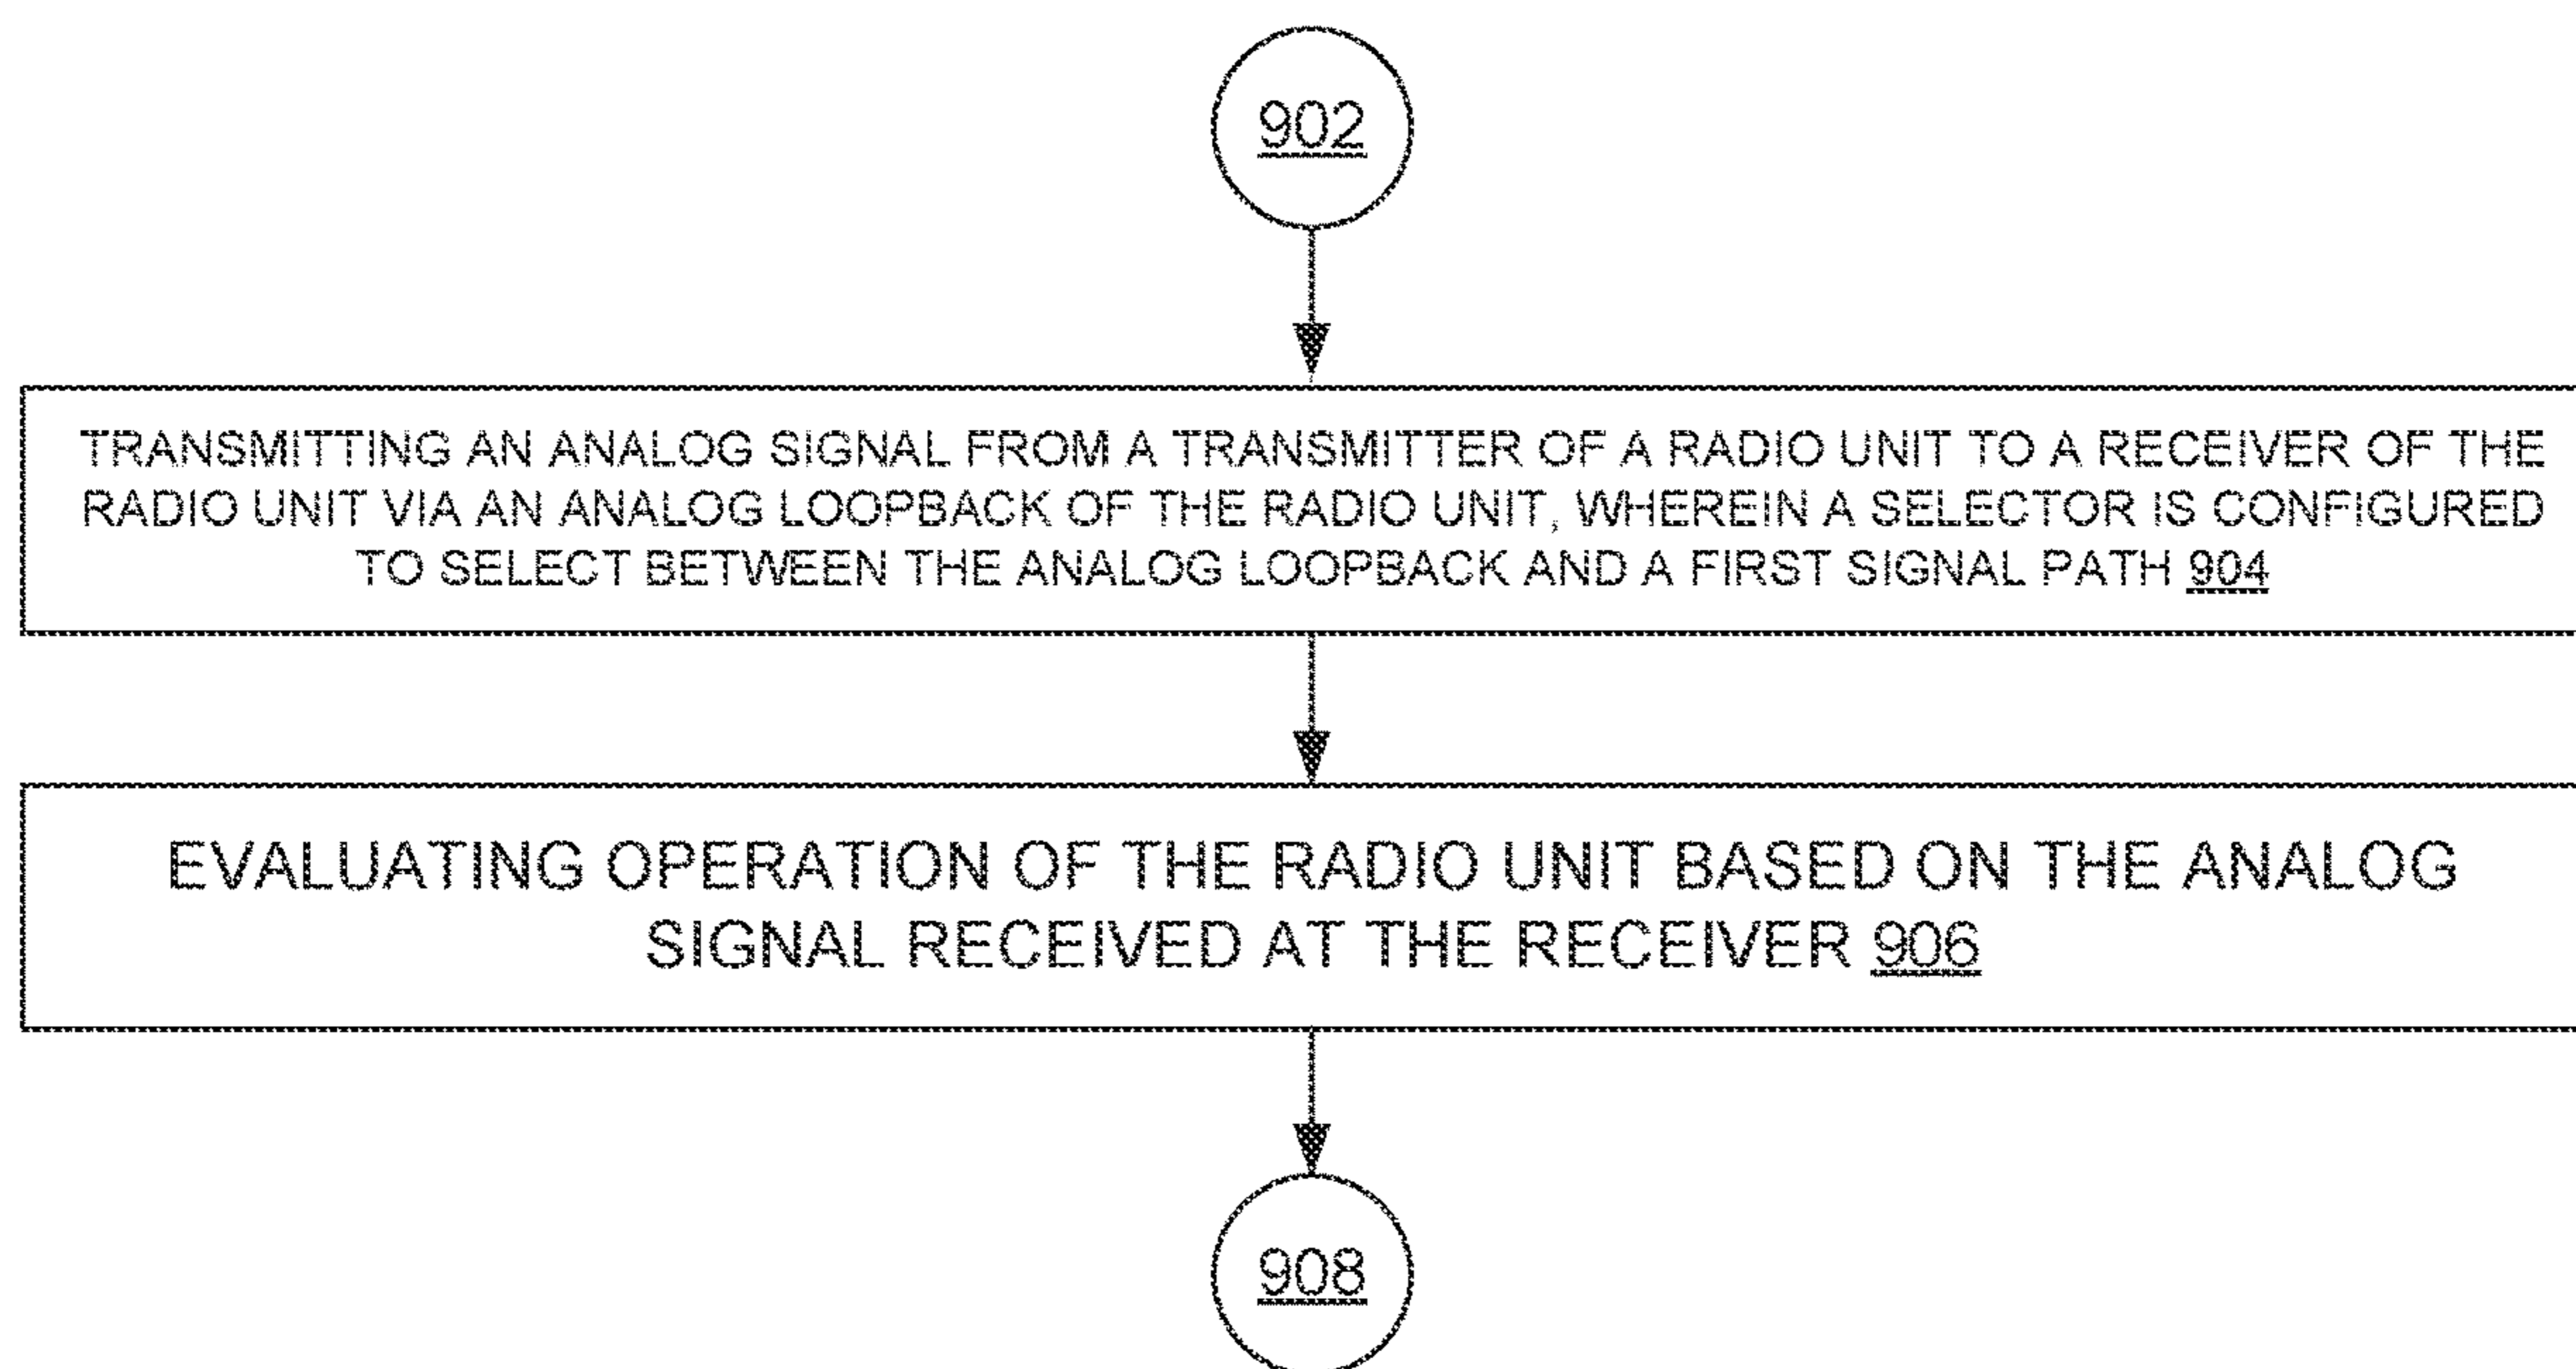 902
TRANSMITTING AN ANALOG SIGNAL FROM A TRANSMITTER OF A RADIO UNIT TO A RECEIVER OF THE
RADIO UNIT VIA AN ANALOG LOOPBACK OF THE RADIO UNIT, WHEREIN A SELECTOR IS CONFIGURED
TO SELECT BETWEEN THE ANALOG LOOPBACK AND A FIRST SIGNAL PATH 904
EVALUATING OPERATION OF THE RADIO UNIT BASED ON THE ANALOG
SIGNAL RECEIVED AT THE RECEIVER 906
908